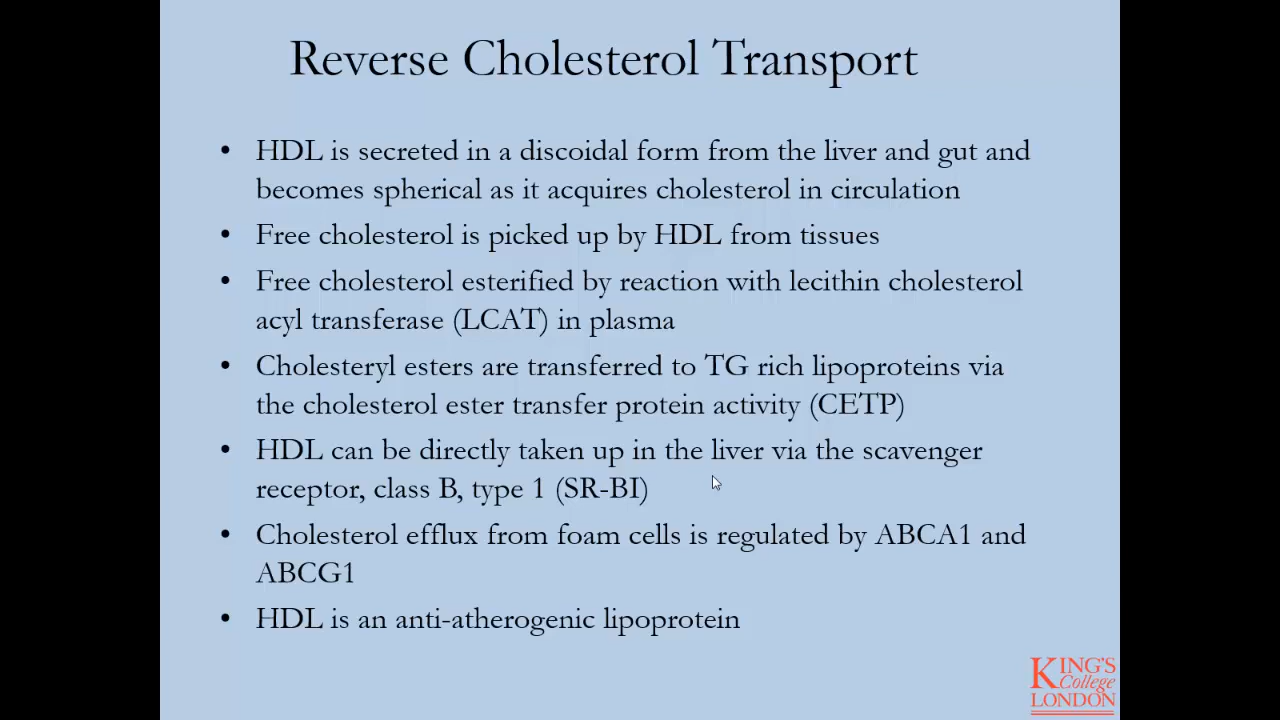 Reverse Cholesterol Transport
• HDL is secreted in a discoidal form from the liver and gut and
becomes spherical as it acquires cholesterol in circulation
• Free cholesterol is picked up by HDL from tissues
• Free cholesterol esterified by reaction with lecithin cholesterol
acyl transferase (LCAT) in plasma
• Cholesteryl esters are transferred to TG rich lipoproteins via
the cholesterol ester transfer protein activity (CETP)
• HDL can be directly taken up in the liver via the scavenger
receptor, class B, type 1 (SR-BI)
• Cholesterol efflux from foam cells is regulated by ABCA1 and
ABCG1
• HDL is an anti-atherogenic lipoprotein
KING'S
College
LONDON